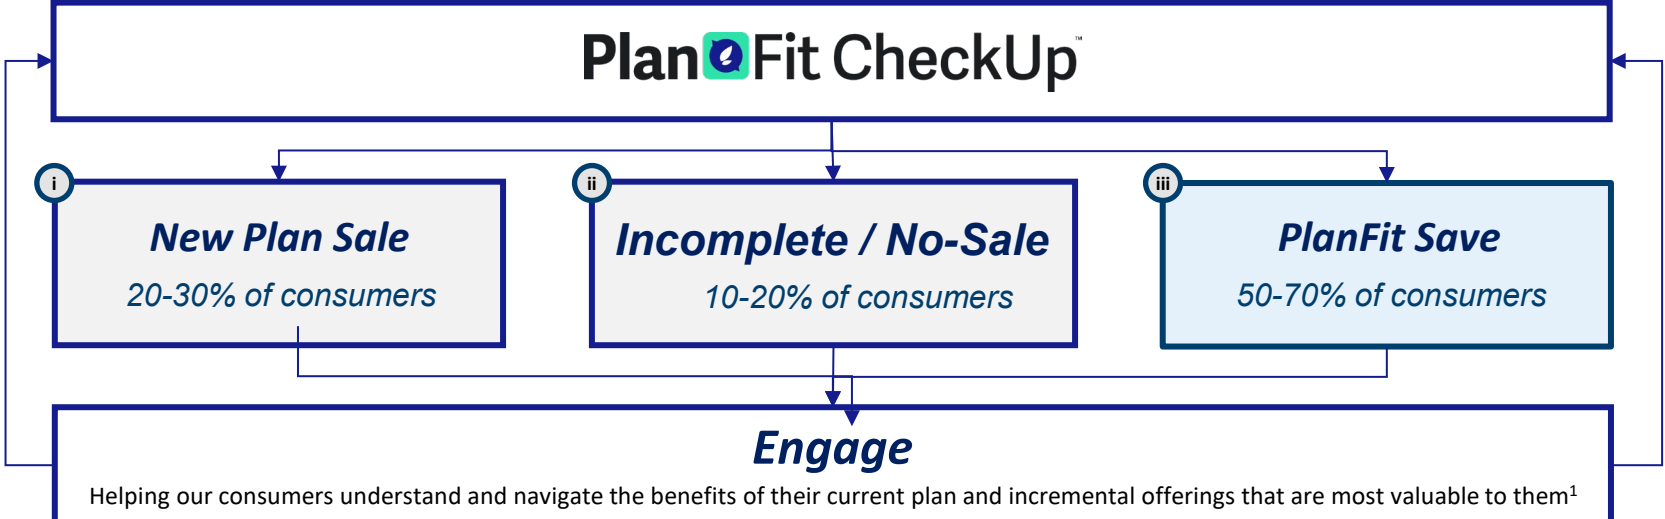 PlanFit CheckUp™
i
New Plan Sale
20-30% of consumers
ii
Incomplete / No-Sale
10-20% of consumers
iii
PlanFit Save
50-70% of consumers
Engage
Helping our consumers understand and navigate the benefits of their current plan and incremental offerings that are most valuable to them¹